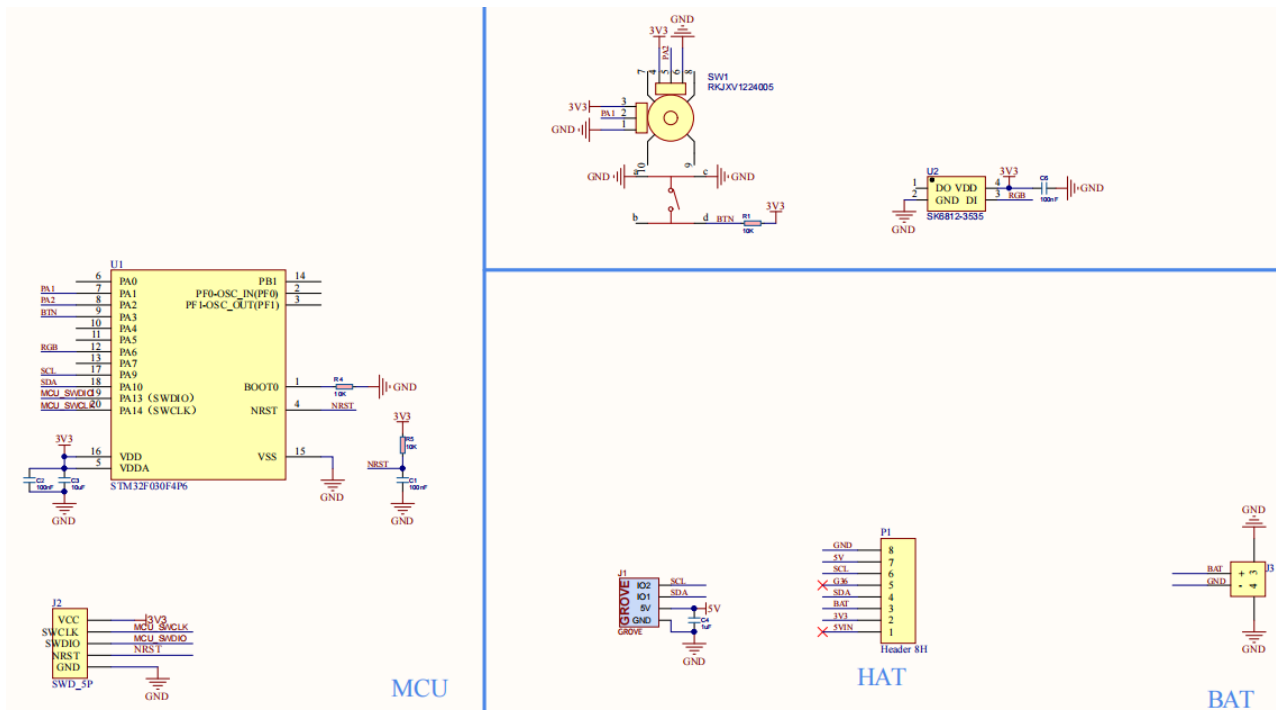 U1
6 PA0 PB1 14
PA1 7 PA1 PF0-OSC_IN(PF0) 2
PA2 8 PA2 PF1-OSC_OUT(PF1) 3
BTN 9 PA3
10 PA4
11 PA5
RGB 12 PA6
13 PA7
SCL 17 PA9
SDA 18 PA10 BOOT0 1 R4 10K GND
MCU_SWDIO 19 PA13 (SWDIO)
MCU_SWCLK 20 PA14 (SWCLK) NRST 4 NRST
3V3
16 VDD VSS 15
5 VDDA
C2 100nF C3 10uF
GND
GND
STM32F030F4P6
3V3
R5 10K
NRST
C1 100nF
GND
J2
VCC 3V3
SWCLK MCU_SWCLK
SWDIO MCU_SWDIO
NRST NRST
GND
SWD_5P
GND
MCU
GND
3V3
PA2
7 4 5 6 8
SW1
RKJXV1224005
3V3 3
PA1 2
GND 1
10 9
GND a c GND
b d BTN R1 10K 3V3
U2
1 DO VDD 4 3V3 C6 100nF GND
2 GND DI 3 RGB
SK6812-3535
GND
J1
GROVE
IO2 SCL
IO1 SDA
5V 5V
GND
GROVE
C4 1uF
GND
P1
GND 8
5V 7
SCL 6
G36 5
SDA 4
BAT 3
3V3 2
5VIN 1
Header 8H
HAT
GND
BAT + 3
GND - 4
J3
GND
BAT